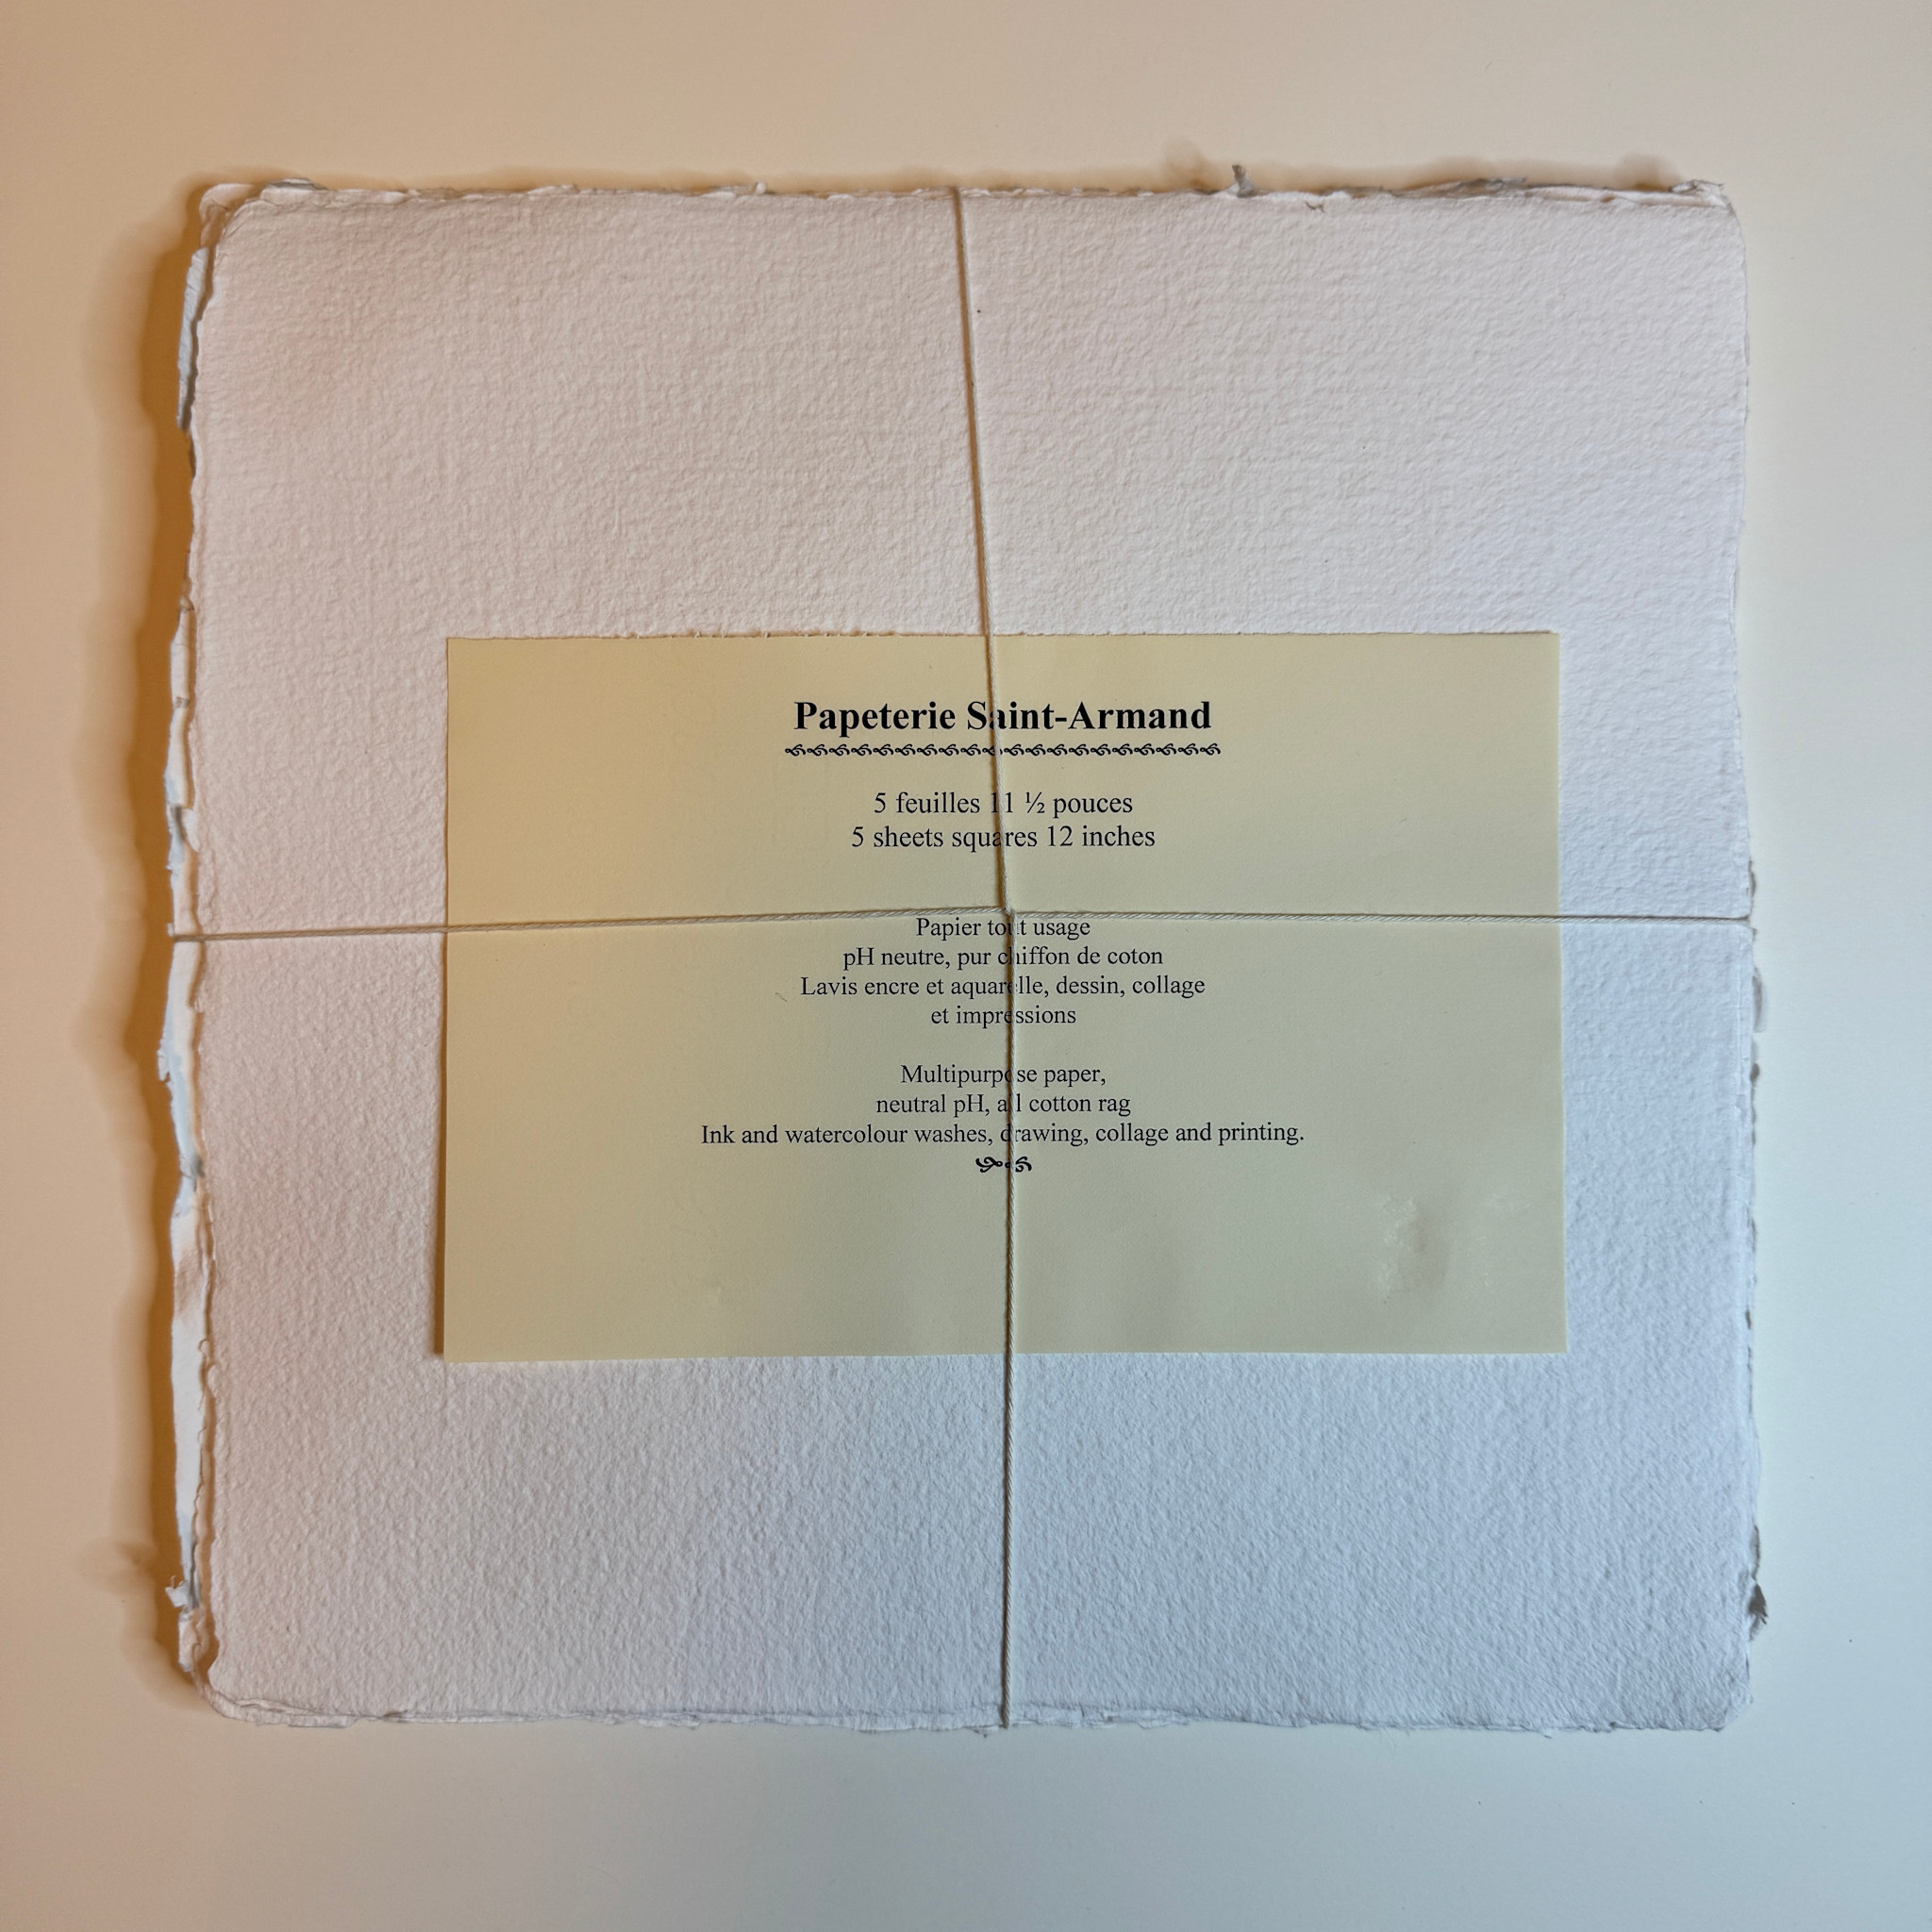 Papeterie Saint-Armand
5 feuilles 11 ½ pouces
5 sheets squares 12 inches
Papier tout usage
pH neutre, pur chiffon de coton
Lavis encre et aquarelle, dessin, collage
et impressions
Multipurpose paper,
neutral pH, all cotton rag
Ink and watercolour washes, drawing, collage and printing.